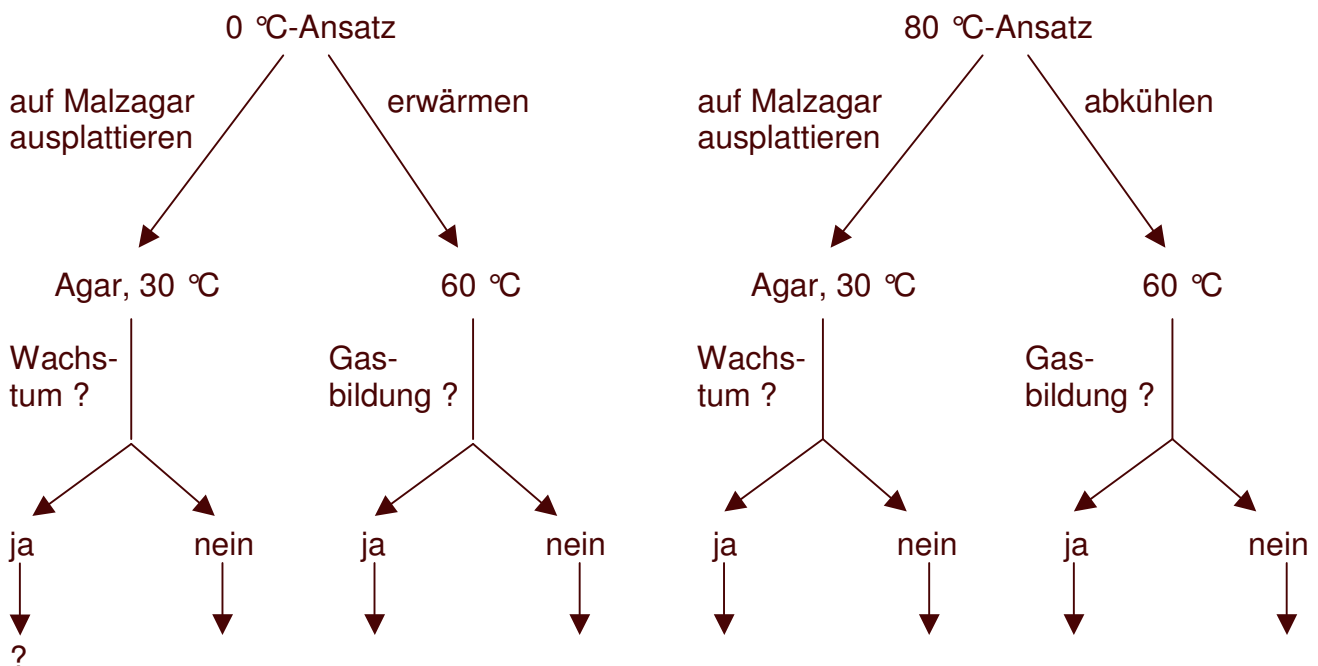 0 °C-Ansatz
80 °C-Ansatz
auf Malzagar
ausplattieren
erwärmen
auf Malzagar
ausplattieren
abkühlen
Agar, 30 °C
60 °C
Agar, 30 °C
60 °C
Wachs-
tum ?
Gas-
bildung ?
Wachs-
tum ?
Gas-
bildung ?
ja
nein
ja
nein
ja
nein
ja
nein
?